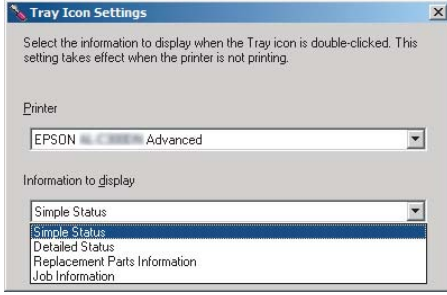 Tray Icon Settings
Select the information to display when the Tray icon is double-clicked. This
setting takes effect when the printer is not printing.
Printer
EPSON Advanced
Information to display
Simple Status
Simple Status
Detailed Status
Replacement Parts Information
Job Information